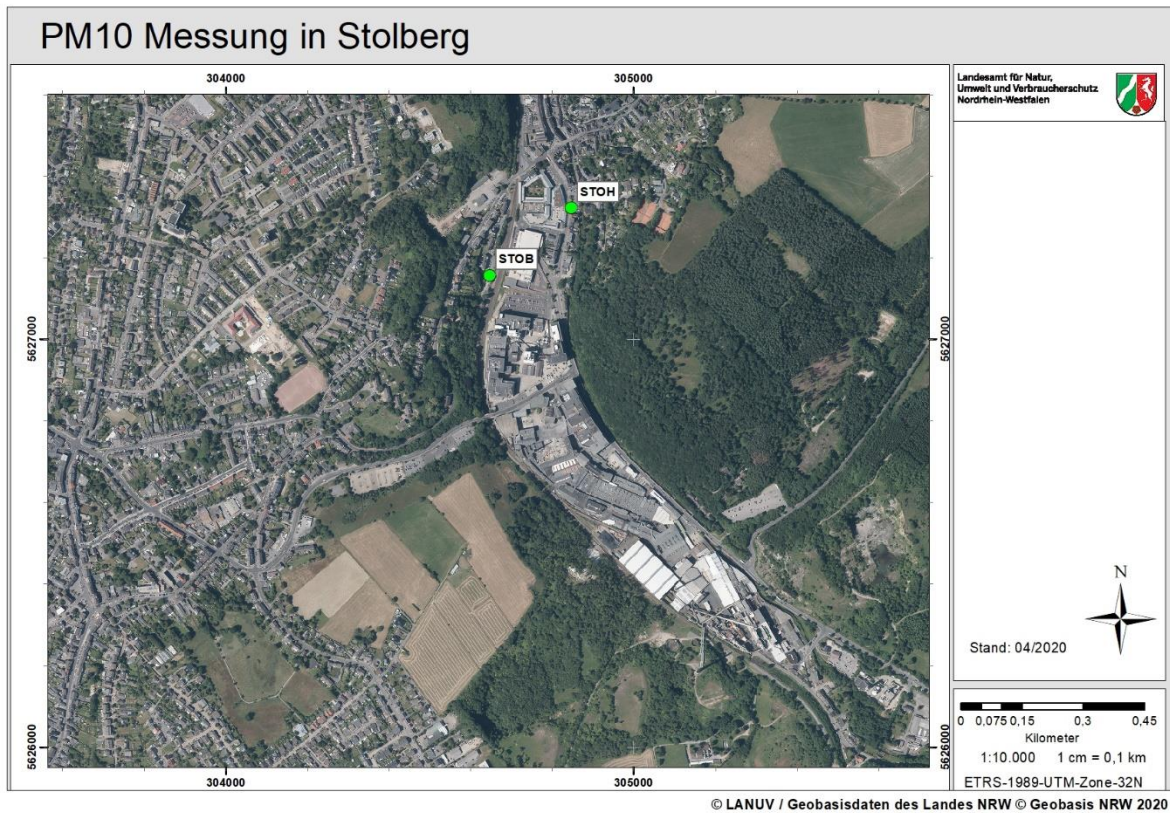 PM10 Messung in Stolberg
304000
305000
Landesamt für Natur,
Umwelt und Verbraucherschutz
Nordrhein-Westfalen
STOH
STOB
5627000
5627000
N
Stand: 04/2020
5626000
5626000
0 0,075 0,15 0,3 0,45
Kilometer
1:10.000 1 cm = 0,1 km
ETRS-1989-UTM-Zone-32N
304000
305000
© LANUV / Geobasisdaten des Landes NRW © Geobasis NRW 2020